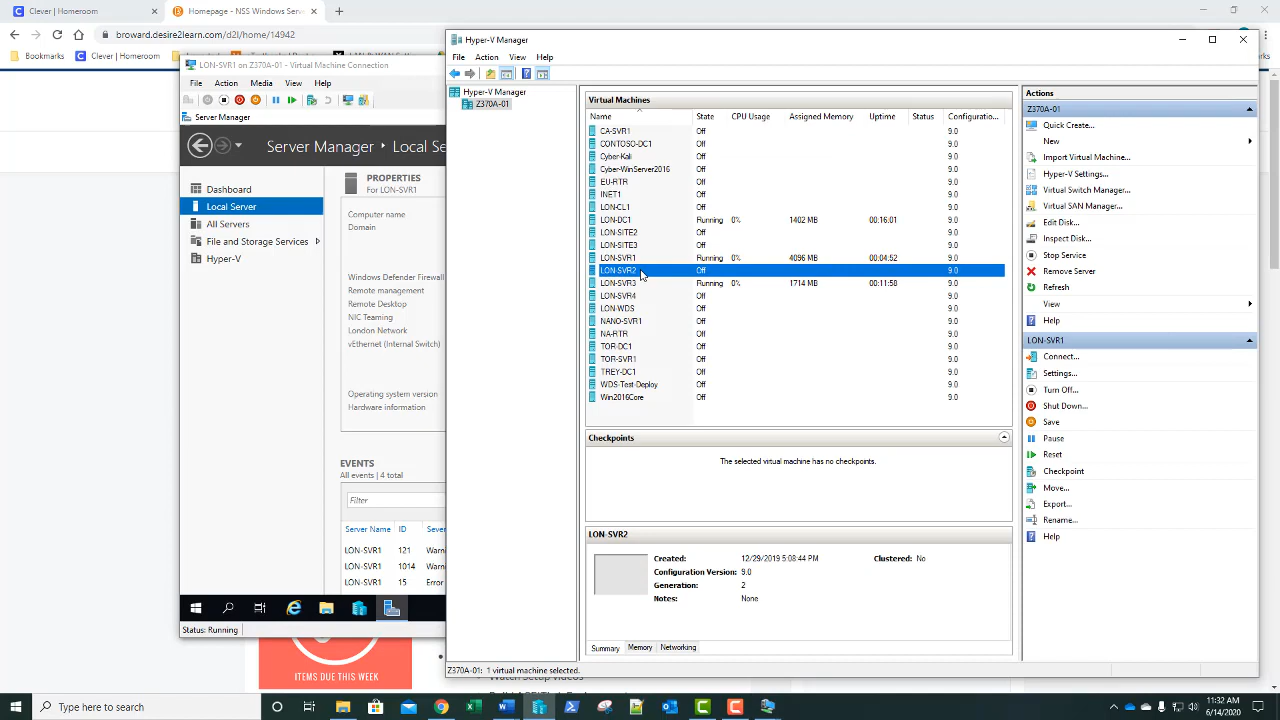 Clever | Homeroom
Homepage - NSS Windows Serve
broward.desire2learn.com/d2l/home/14942
Bookmarks
Clever | Homeroom
LON-SVR1 on Z370A-01 - Virtual Machine Connection
File Action Media View Help
Server Manager
Server Manager • Local Se
Dashboard
Local Server
All Servers
File and Storage Services
Hyper-V
PROPERTIES
For LON-SVR1
Computer name
Domain
Windows Defender Firewall
Remote management
Remote Desktop
NIC Teaming
London Network
vEthernet (Internal Switch)
Operating system version
Hardware information
EVENTS
All events | 4 total
Filter
Server Name ID Sever
LON-SVR1 121 Warni
LON-SVR1 1014 Warni
LON-SVR1 15 Error
Status: Running
ITEMS DUE THIS WEEK
Hyper-V Manager
File Action View Help
Hyper-V Manager
Z370A-01
Virtual Machines
Name State CPU Usage Assigned Memory Uptime Status Configuratio...
CA-SVR1 Off 9.0
CONTOSO-DC1 Off 9.0
Cyber-Kali Off 9.0
Cyber-WinServer2016 Off 9.0
EU-RTR Off 9.0
INET1 Off 9.0
LON-CL1 Off 9.0
LON-DC1 Running 0% 1402 MB 00:16:01 9.0
LON-SITE2 Off 9.0
LON-SITE3 Off 9.0
LON-SVR1 Running 0% 4096 MB 00:04:52 9.0
LON-SVR2 Off 9.0
LON-SVR3 Running 0% 1714 MB 00:11:50 9.0
LON-SVR4 Off 9.0
LON-WDS Off 9.0
NANO-SVR1 Off 9.0
NA-RTR Off 9.0
TOR-DC1 Off 9.0
TOR-SVR1 Off 9.0
TREY-DC1 Off 9.0
WDS-Test-Deploy Off 9.0
Win2016Core Off 9.0
Checkpoints
The selected virtual machine has no checkpoints.
LON-SVR2
Created: 12/29/2019 5:08:44 PM Clustered: No
Configuration Version: 9.0
Generation: 2
Notes: None
Summary Memory Networking
Z370A-01: 1 virtual machine selected.
Actions
Z370A-01
Quick Create...
New
Import Virtual Machine...
Hyper-V Settings...
Virtual Switch Manager...
Virtual SAN Manager...
Edit Disk...
Inspect Disk...
Stop Service
Remove Server
Refresh
View
Help
LON-SVR1
Connect...
Settings...
Turn Off...
Shut Down...
Save
Pause
Reset
Checkpoint
Move...
Export...
Rename...
Help
Type here to search
11:32 AM
6/14/2020